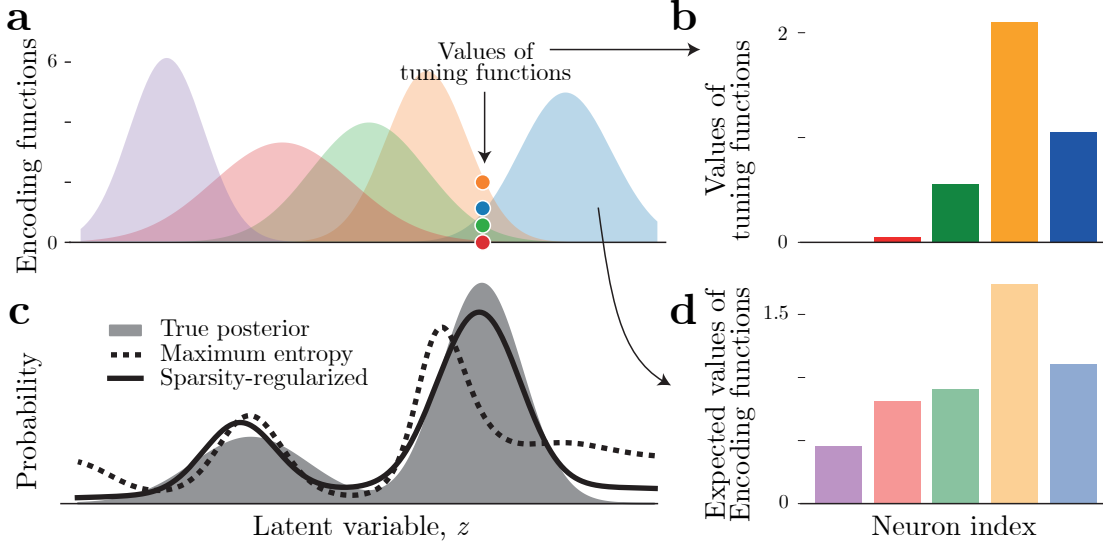 a
Encoding functions
6
0
Values of
tuning functions
b
Values of
tuning functions
2
0
c
Probability
True posterior
Maximum entropy
Sparsity-regularized
Latent variable, z
d
Expected values of
Encoding functions
1.5
0
Neuron index